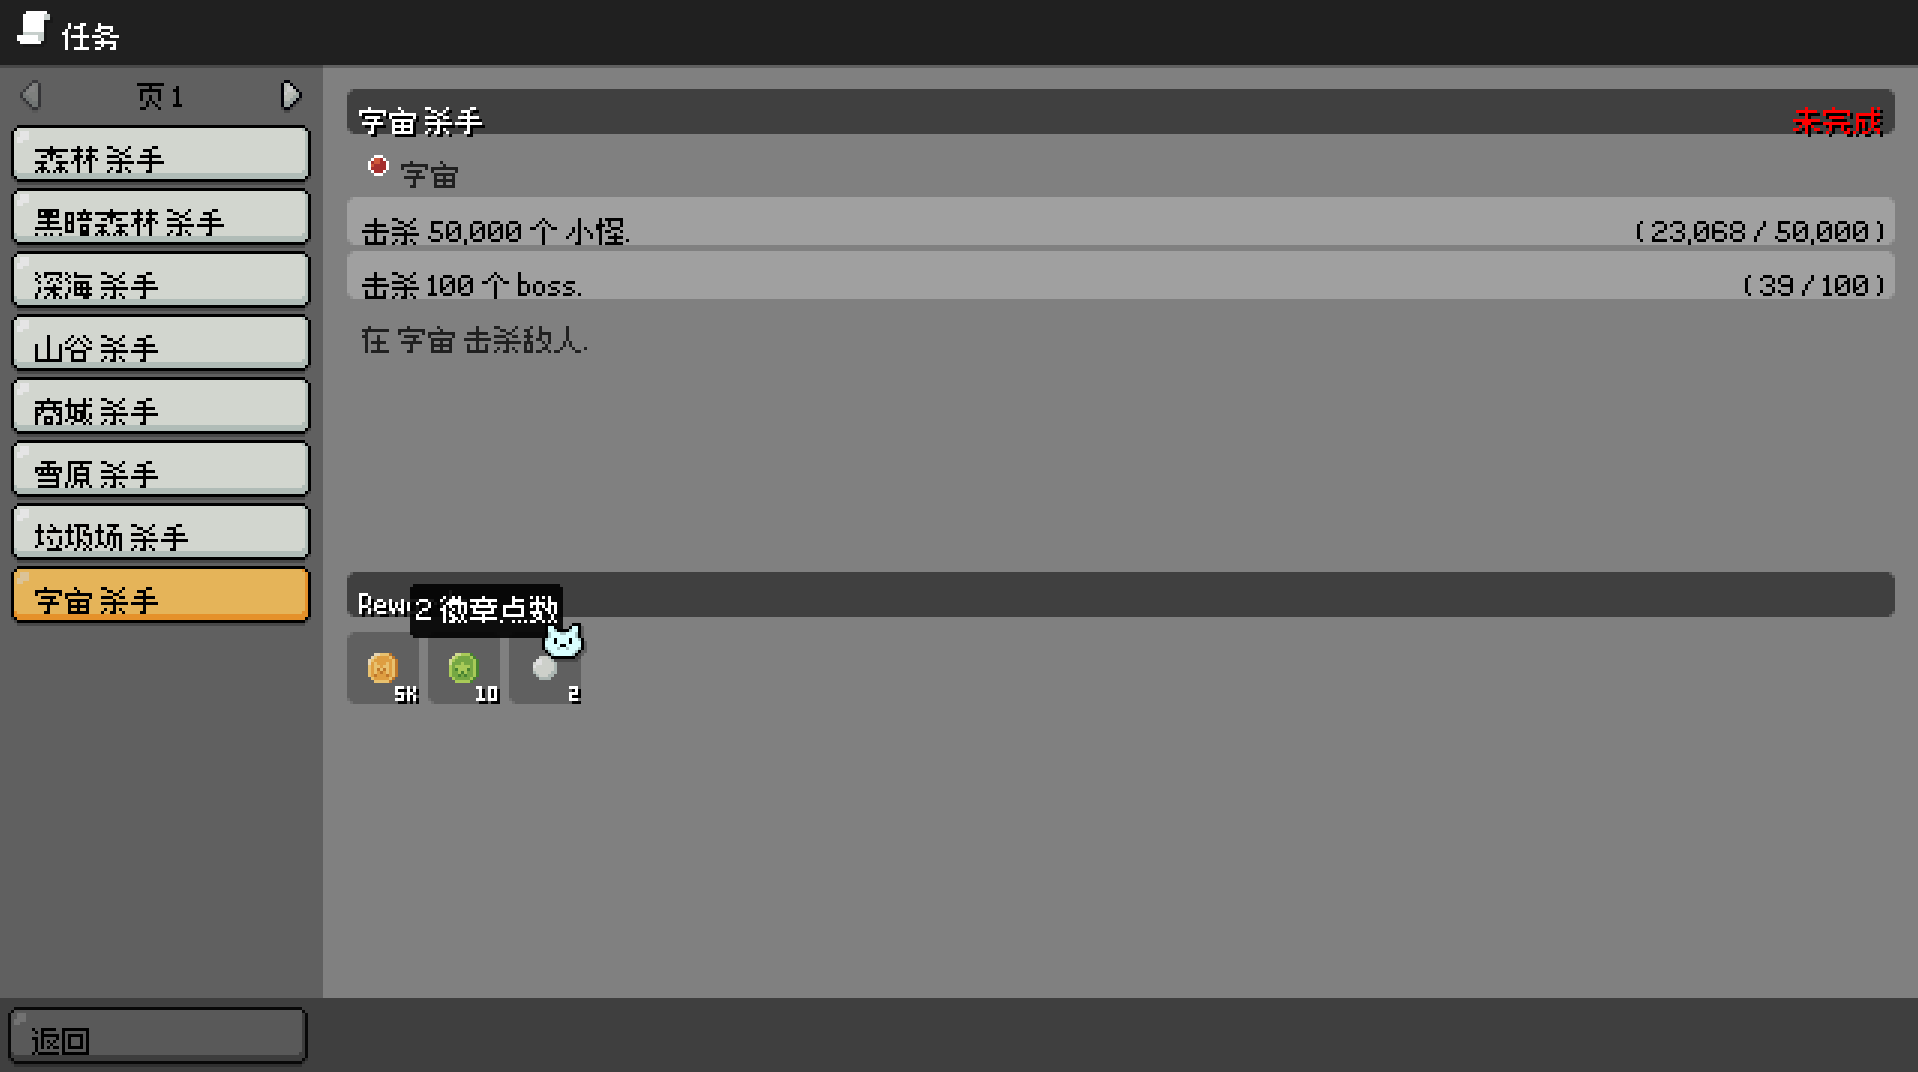 任务
页 1
森林 杀手
黑暗森林 杀手
深海 杀手
山谷 杀手
商城 杀手
雪原 杀手
垃圾场 杀手
宇宙 杀手
宇宙 杀手
未完成
宇宙
击杀 50,000 个 小怪.
( 23,068 / 50,000 )
击杀 100 个 boss.
( 39 / 100 )
在 宇宙 击杀敌人.
2 徽章点数
5K
10
2
返回